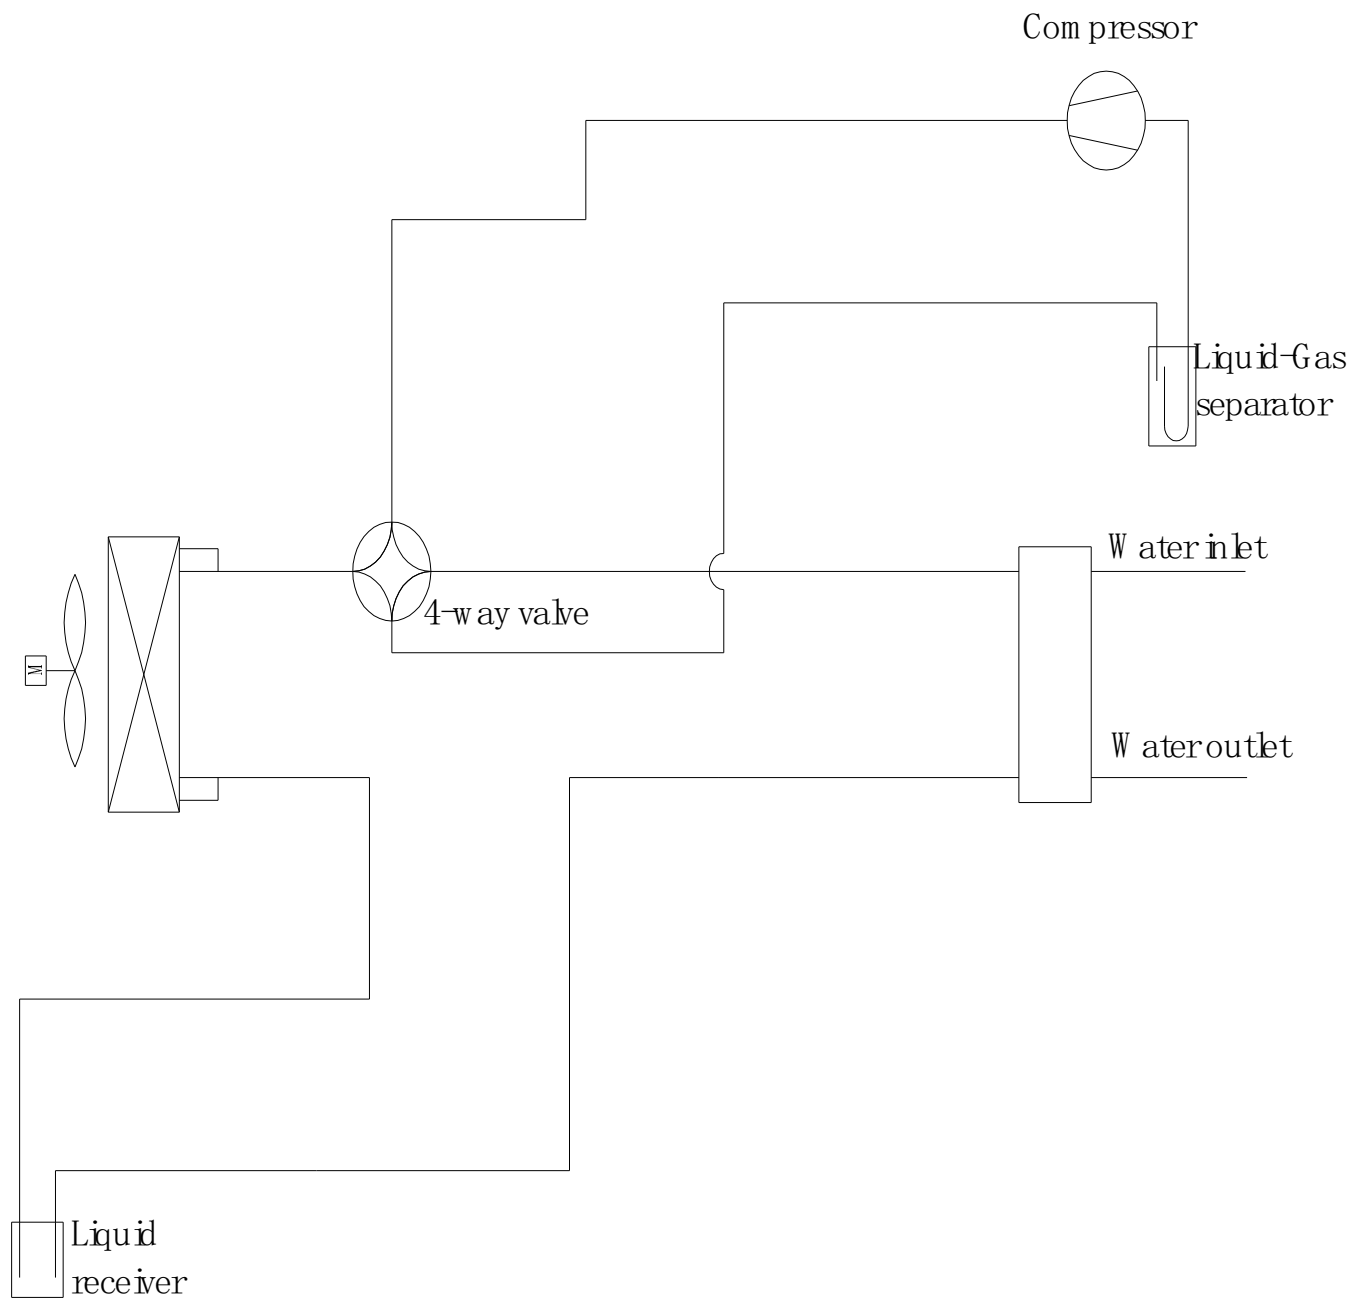 Compressor
Liquid-Gas
separator
Water inlet
4-way valve
M
Water outlet
Liquid
receiver